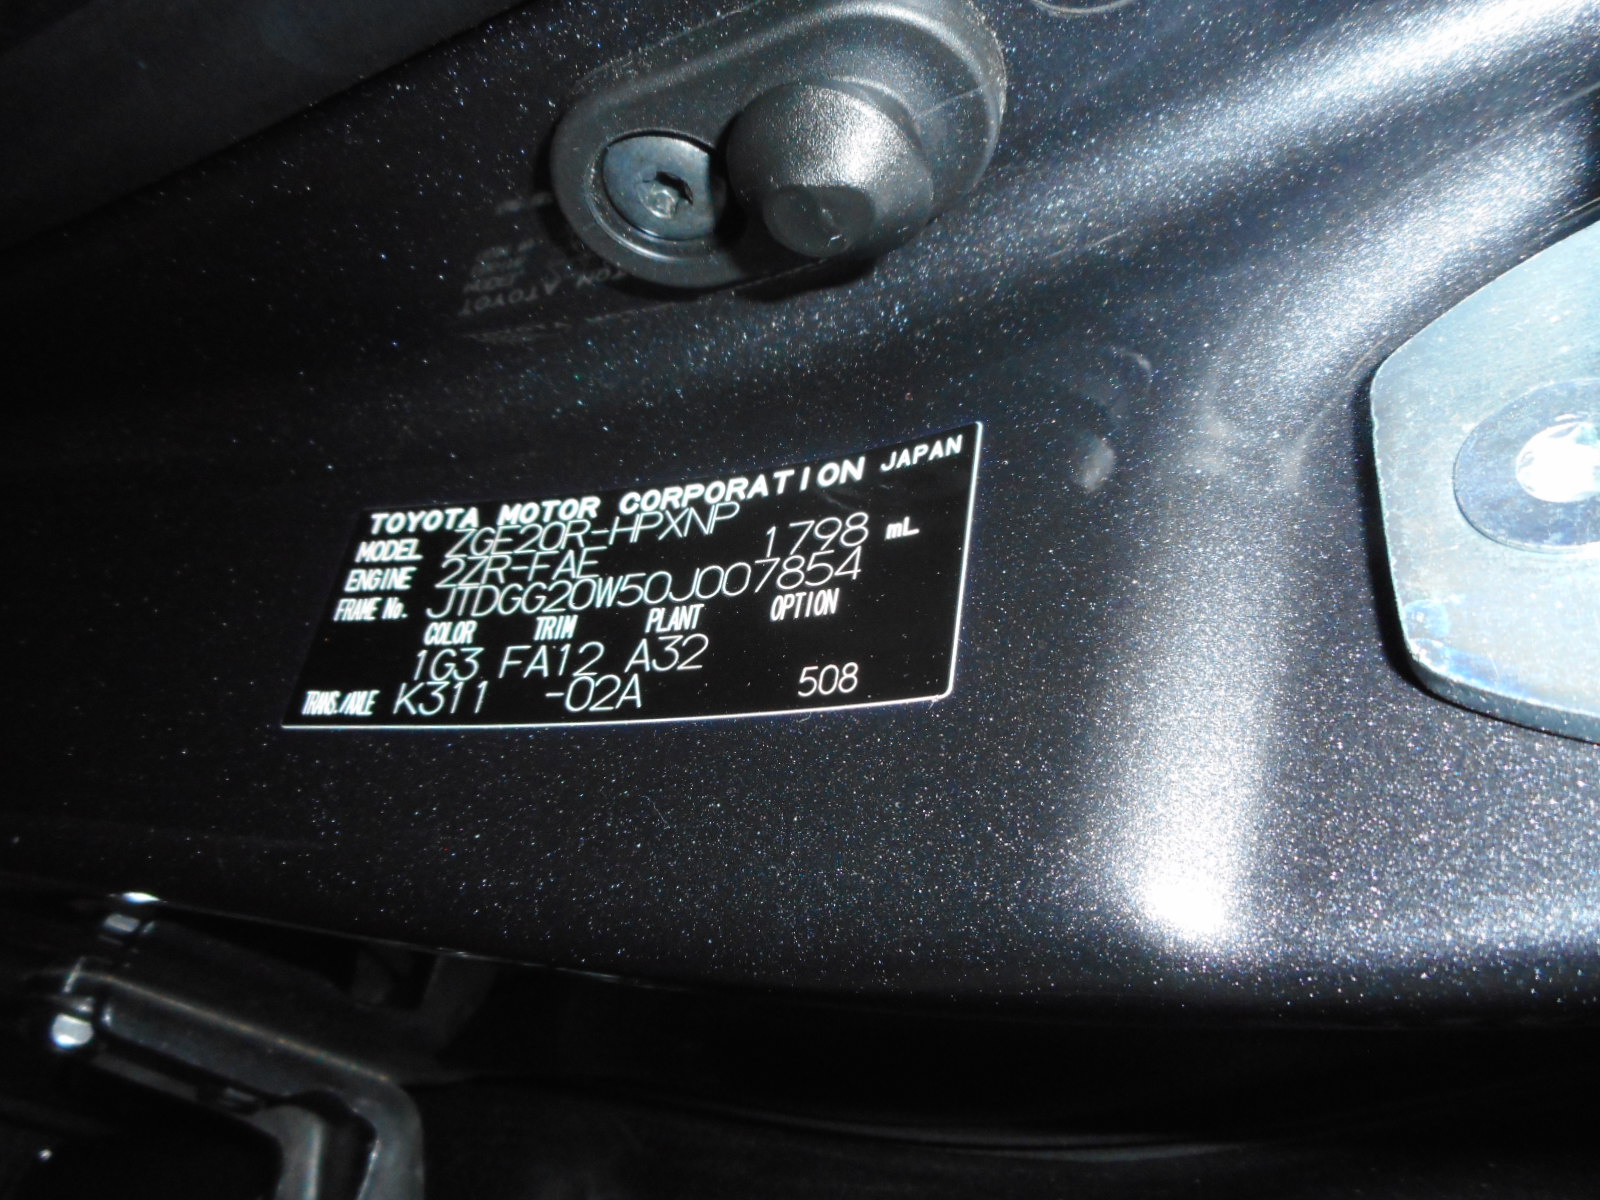 TOYOTA MOTOR CORPORATION JAPAN
MODEL ZGE20R-HPXNP
ENGINE 2ZR-FAE 1798 mL
FRAME No. JTDGG20W50J007854
COLOR TRIM PLANT OPTION
1G3 FA12 A32
TRANS./AXLE K311 -02A 508